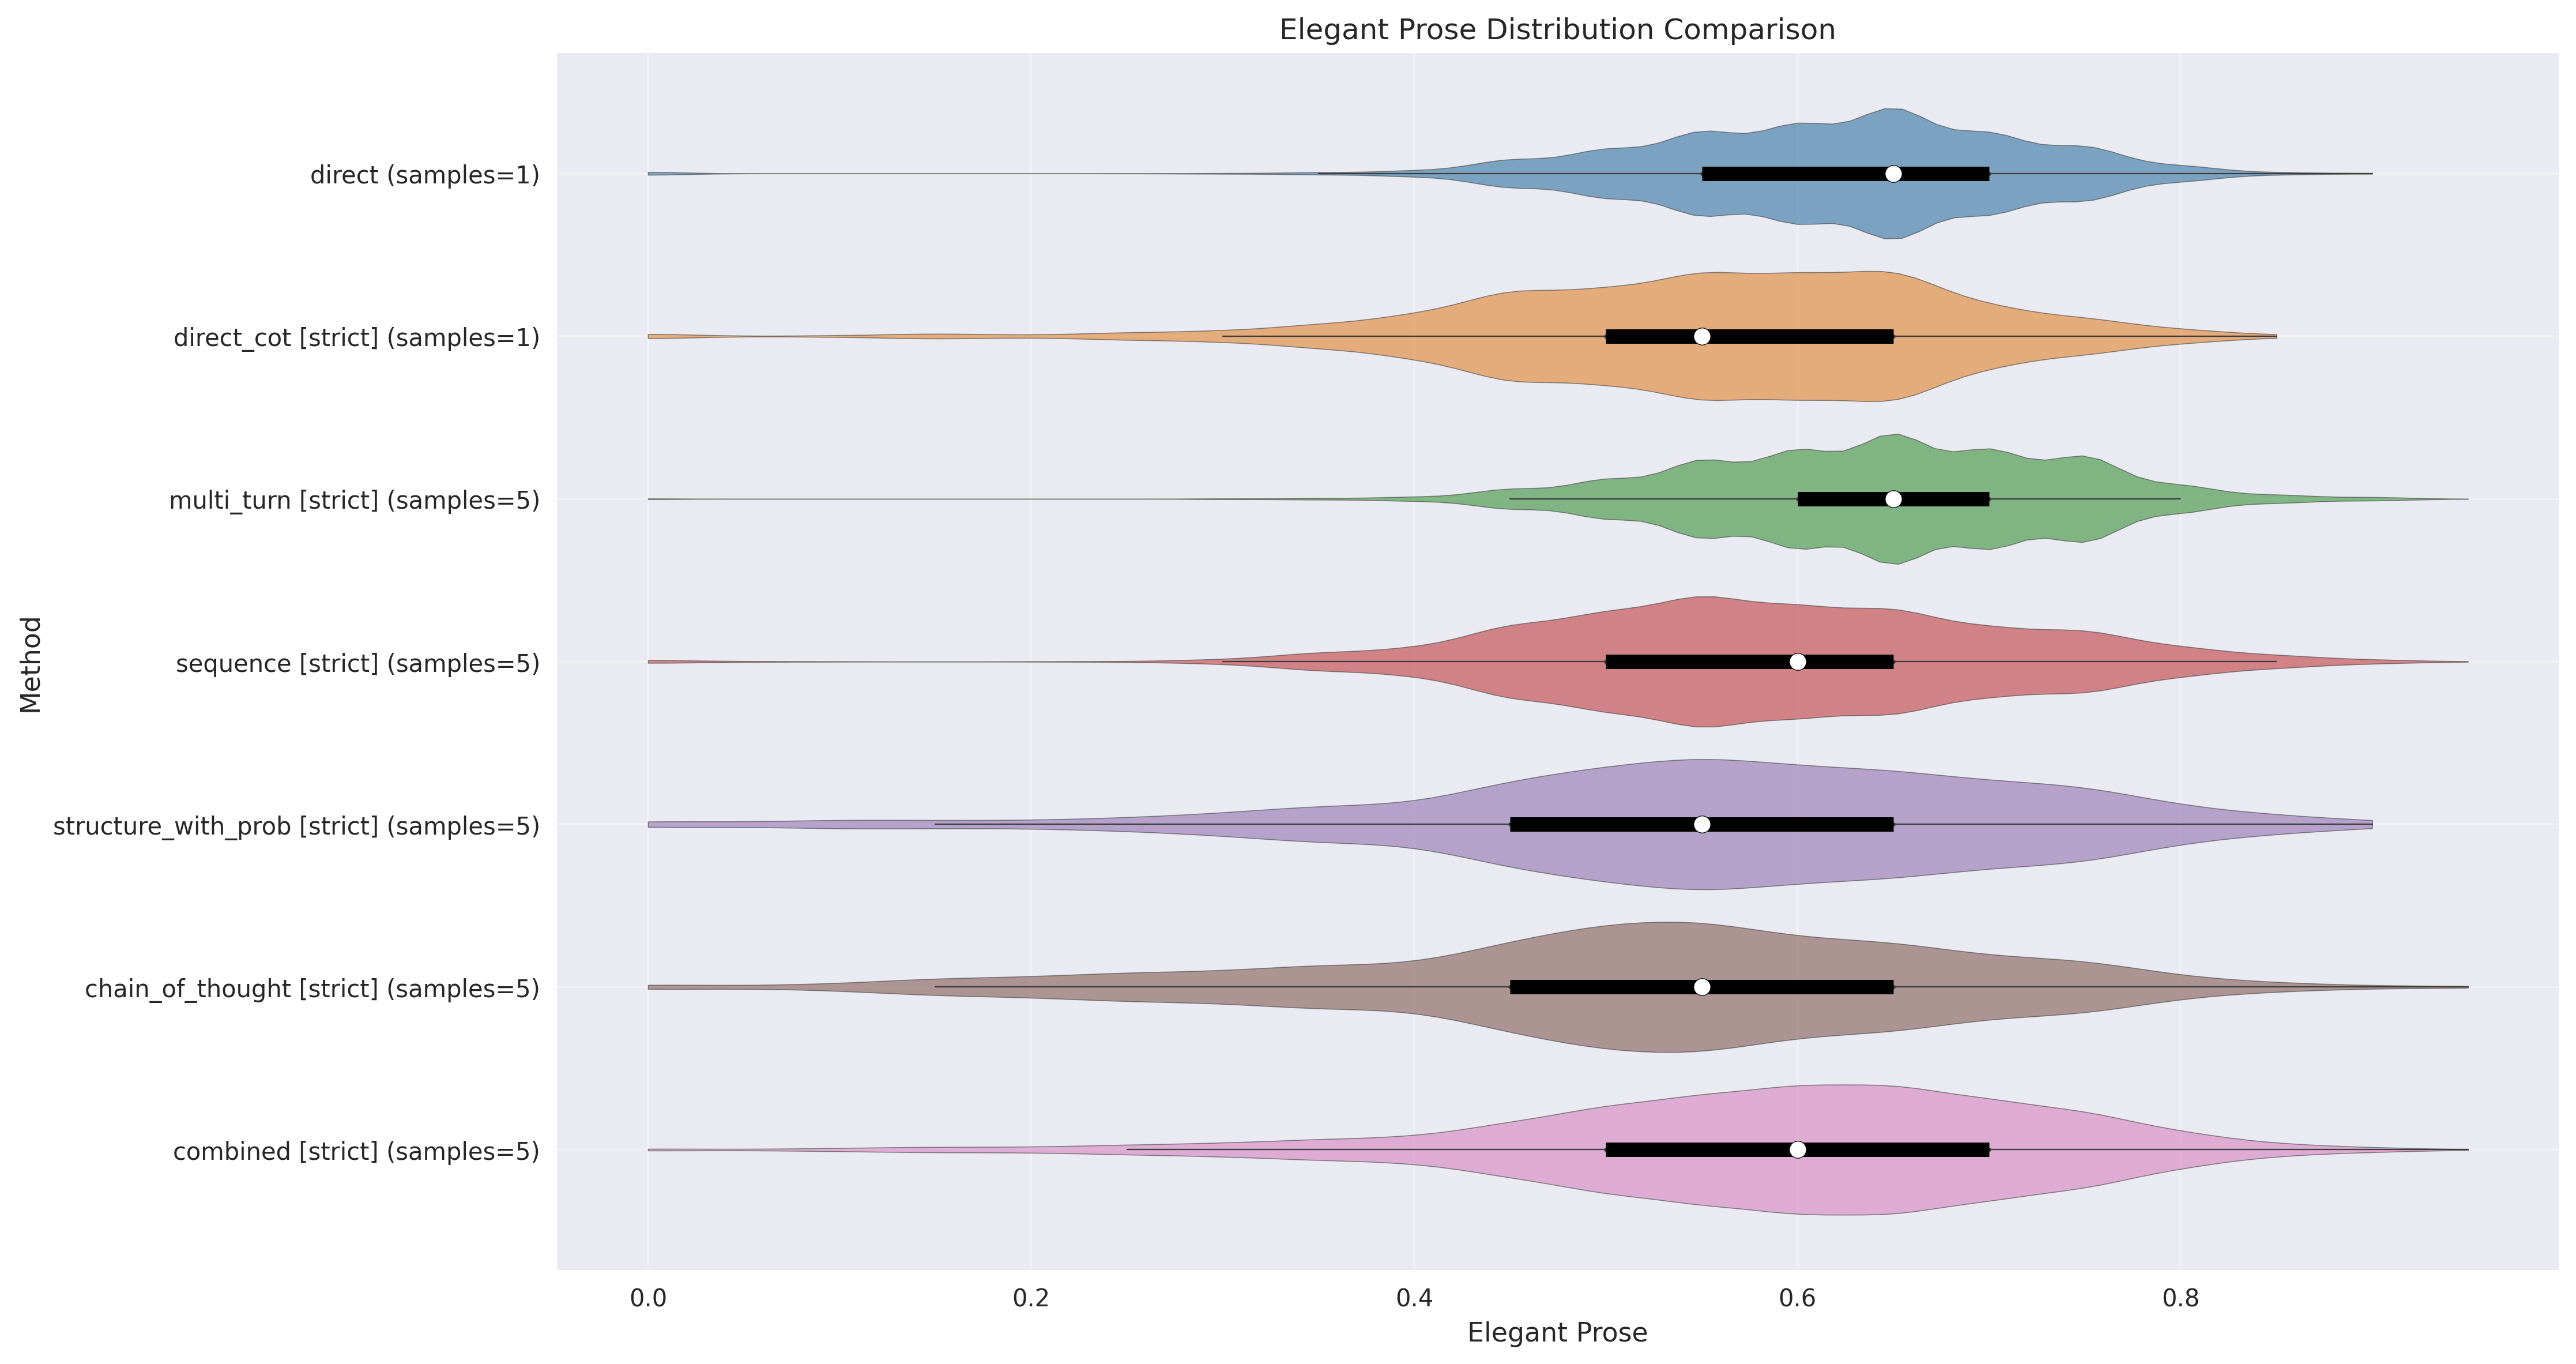 Elegant Prose Distribution Comparison
direct (samples=1)
direct_cot [strict] (samples=1)
multi_turn [strict] (samples=5)
sequence [strict] (samples=5)
structure_with_prob [strict] (samples=5)
chain_of_thought [strict] (samples=5)
combined [strict] (samples=5)
Method
0.0 0.2 0.4 0.6 0.8
Elegant Prose